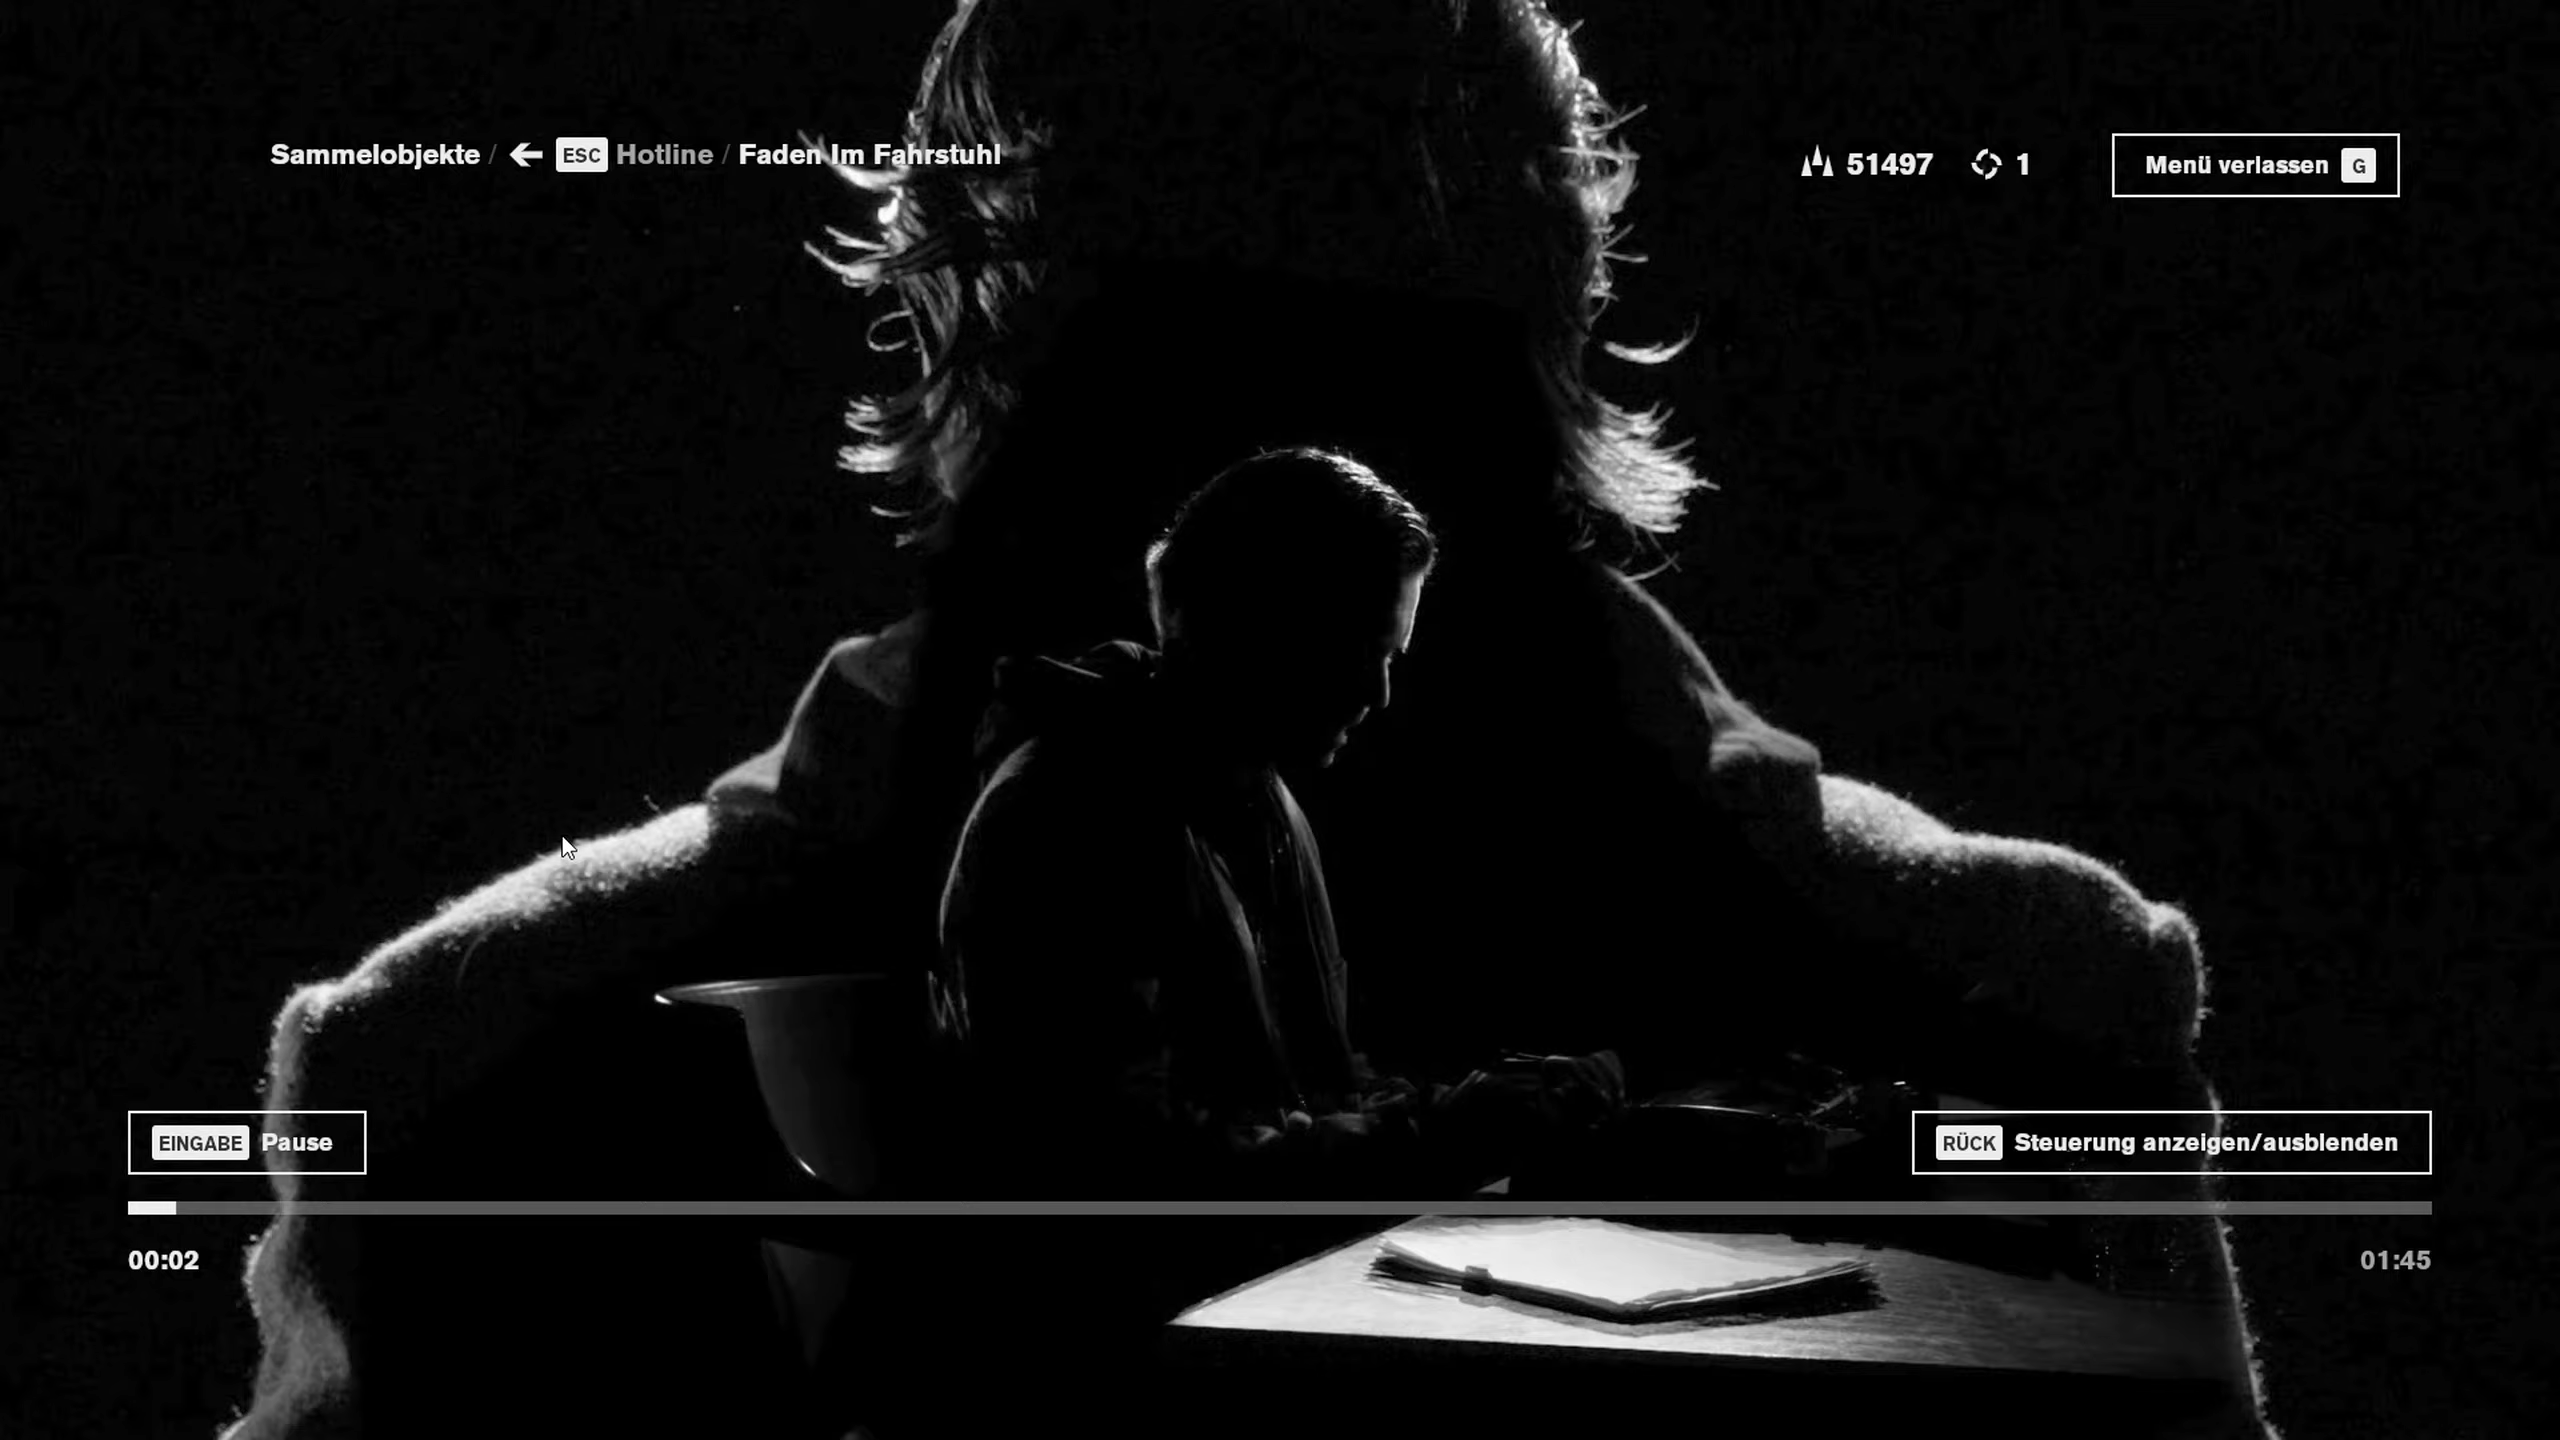 Sammelobjekte / ESC Hotline / Faden Im Fahrstuhl
51497 1
Menü verlassen G
EINGABE Pause
RÜCK Steuerung anzeigen/ausblenden
00:02
01:45